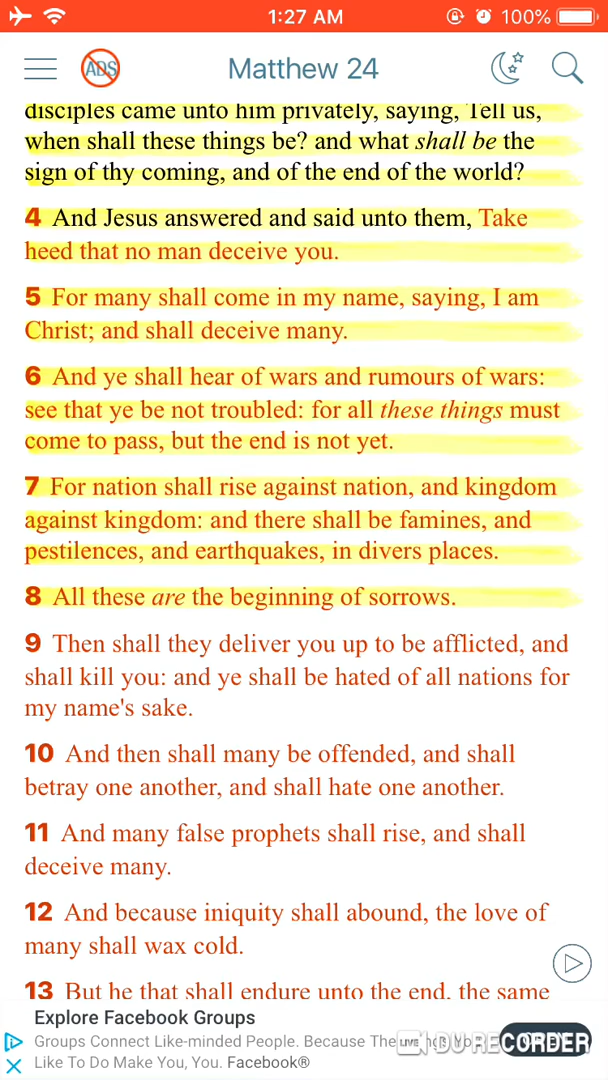 1:27 AM
100%
ADS
Matthew 24
disciples came unto him privately, saying, Tell us,
when shall these things be? and what shall be the
sign of thy coming, and of the end of the world?
4 And Jesus answered and said unto them, Take
heed that no man deceive you.
5 For many shall come in my name, saying, I am
Christ; and shall deceive many.
6 And ye shall hear of wars and rumours of wars:
see that ye be not troubled: for all these things must
come to pass, but the end is not yet.
7 For nation shall rise against nation, and kingdom
against kingdom: and there shall be famines, and
pestilences, and earthquakes, in divers places.
8 All these are the beginning of sorrows.
9 Then shall they deliver you up to be afflicted, and
shall kill you: and ye shall be hated of all nations for
my name's sake.
10 And then shall many be offended, and shall
betray one another, and shall hate one another.
11 And many false prophets shall rise, and shall
deceive many.
12 And because iniquity shall abound, the love of
many shall wax cold.
13 But he that shall endure unto the end, the same
Explore Facebook Groups
Groups Connect Like-minded People. Because The
LIVE DU RECORDER
Like To Do Make You, You. Facebook®